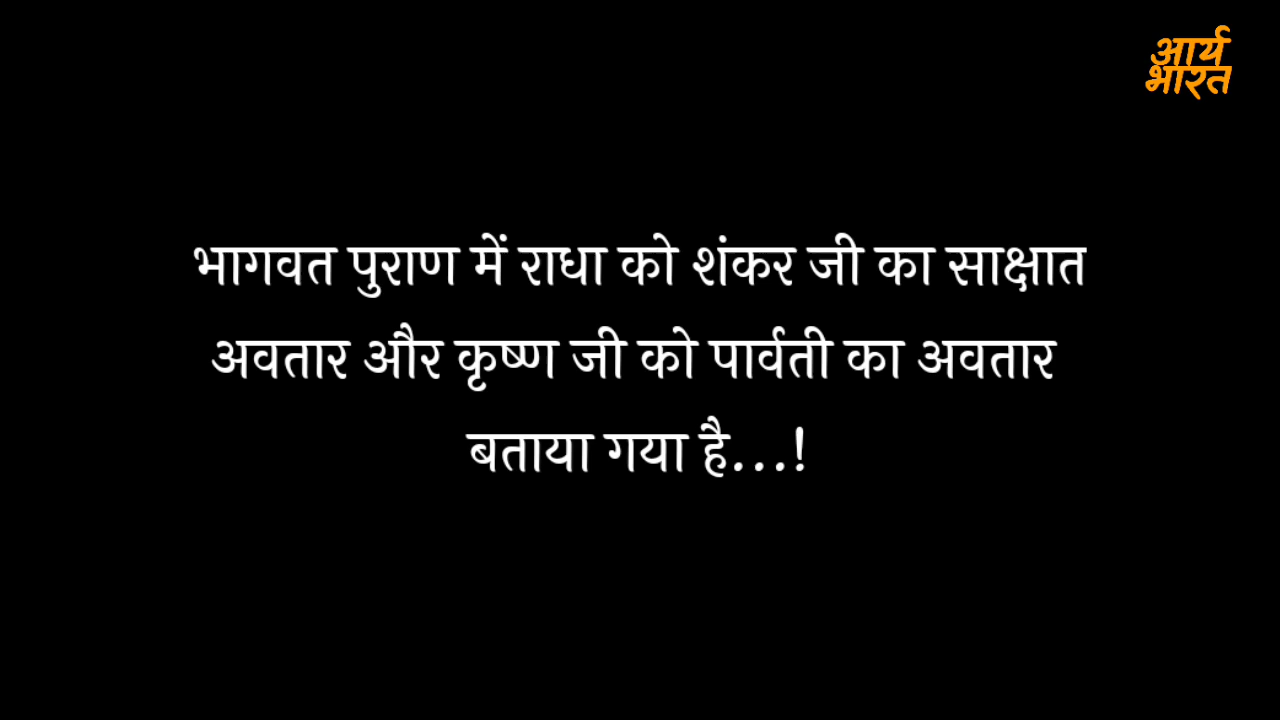 आर्य
भारत
भागवत पुराण में राधा को शंकर जी का साक्षात
अवतार और कृष्ण जी को पार्वती का अवतार
बताया गया है...!